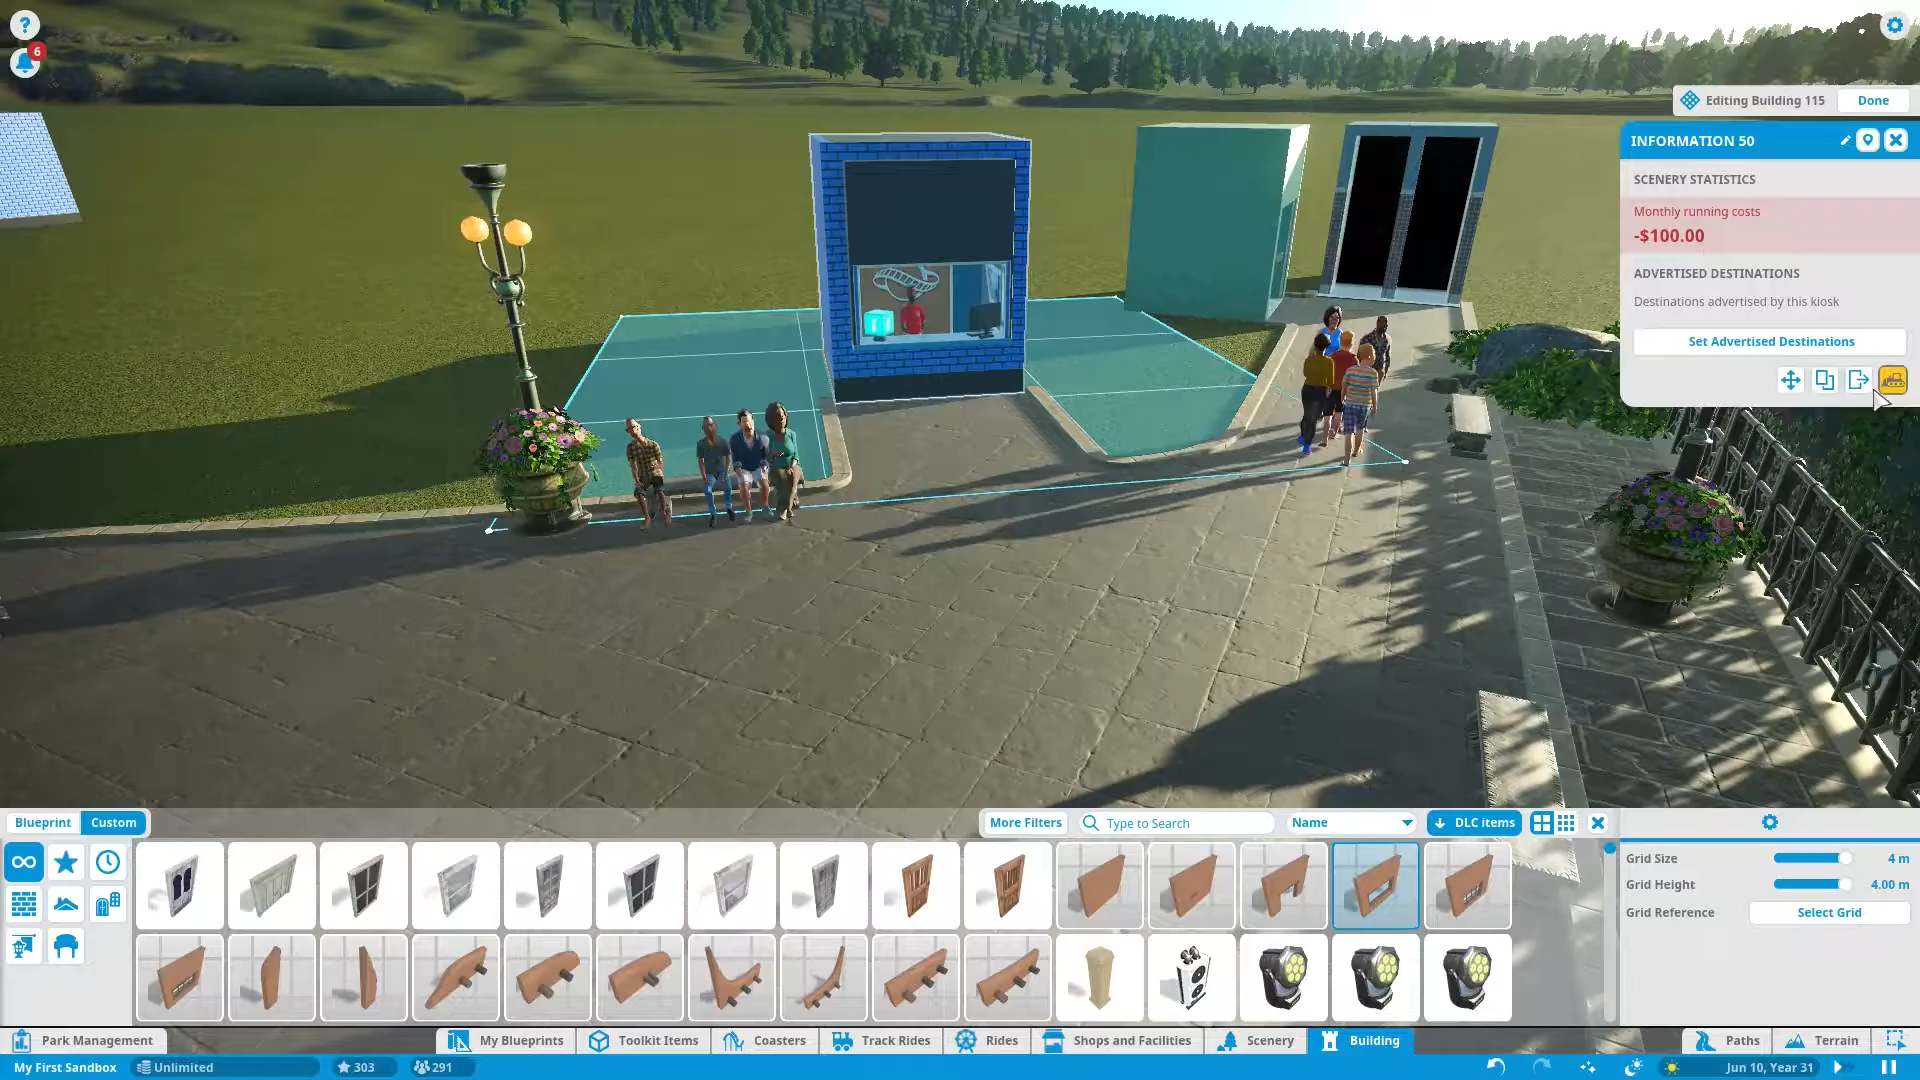 ?
6
Editing Building 115
Done
INFORMATION 50
SCENERY STATISTICS
Monthly running costs
-$100.00
ADVERTISED DESTINATIONS
Destinations advertised by this kiosk
Set Advertised Destinations
Blueprint
Custom
More Filters
Type to Search
Name
DLC items
Grid Size
4 m
Grid Height
4.00 m
Grid Reference
Select Grid
Park Management
My Blueprints
Toolkit Items
Coasters
Track Rides
Rides
Shops and Facilities
Scenery
Building
Paths
Terrain
My First Sandbox
Unlimited
303
291
Jun 10, Year 31